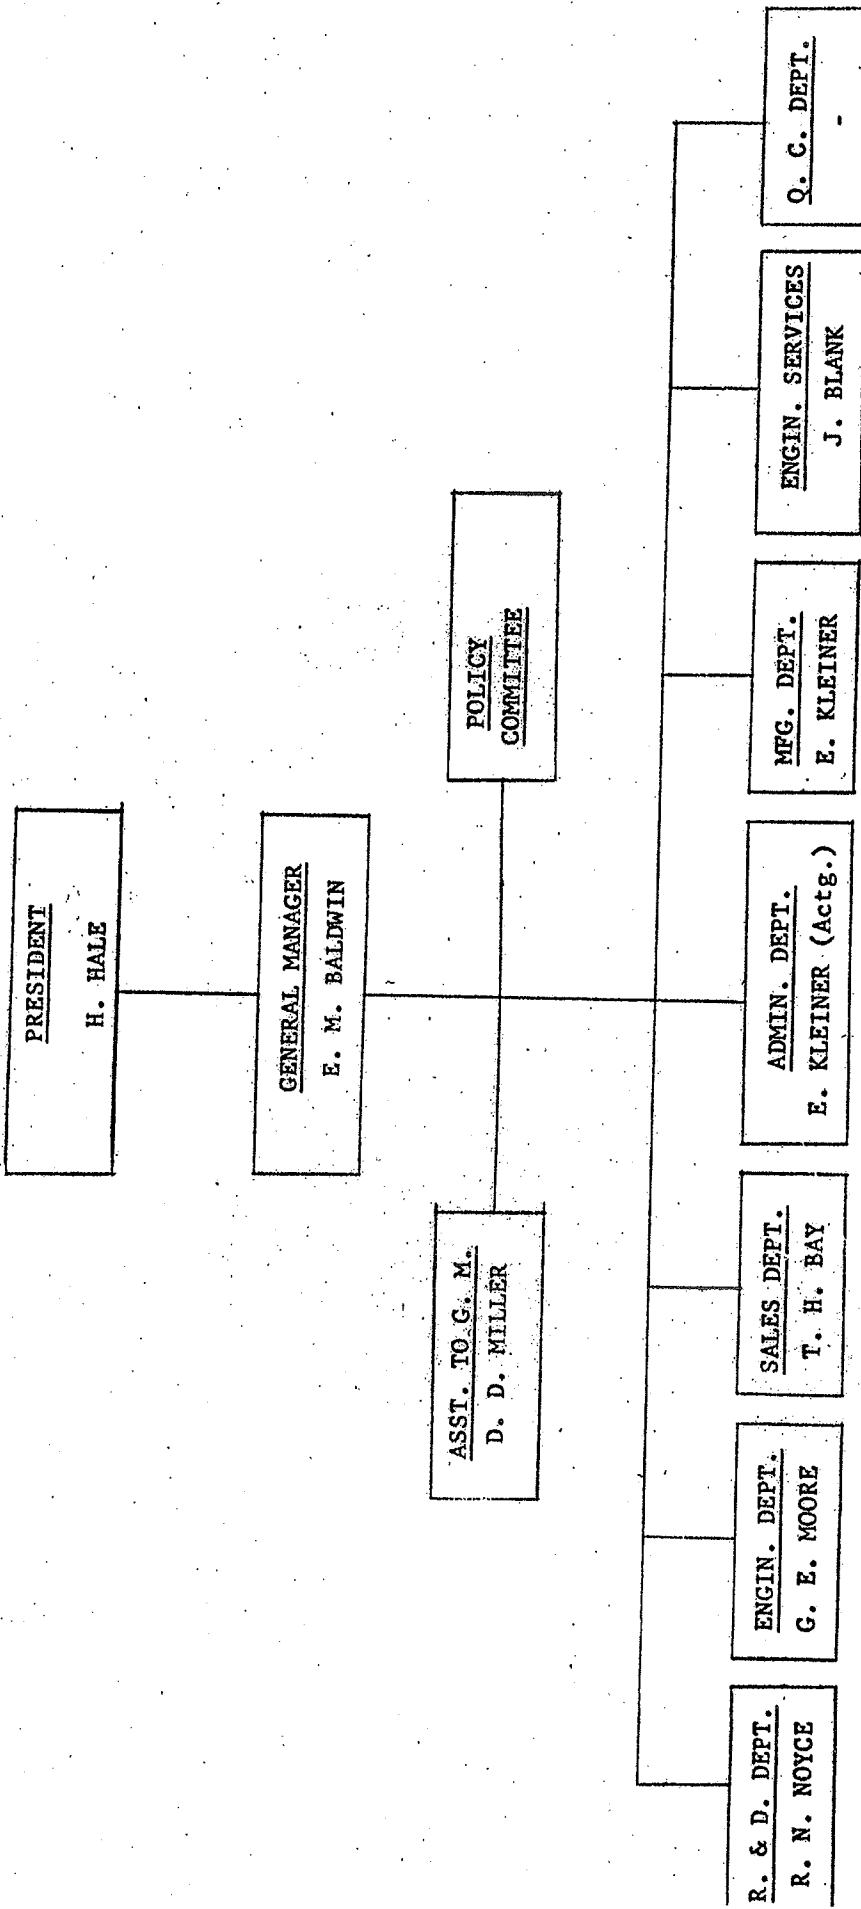 PRESIDENT
H. HALE
GENERAL MANAGER
E. M. BALDWIN
ASST. TO G. M.
D. D. MILLER
POLICY
COMMITTEE
R. & D. DEPT.
R. N. NOYCE
ENGIN. DEPT.
G. E. MOORE
SALES DEPT.
T. H. BAY
ADMIN. DEPT.
E. KLEINER (Actg.)
MFG. DEPT.
E. KLEINER
ENGIN. SERVICES
J. BLANK
Q. C. DEPT.
-